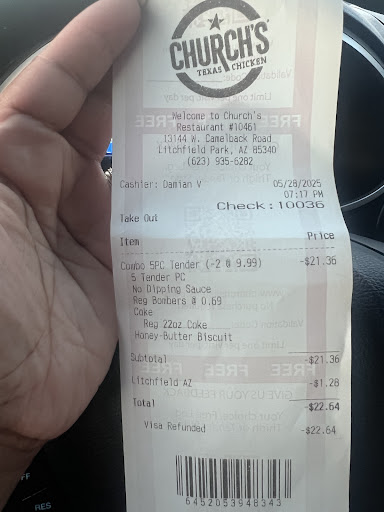 CHURCH'S
TEXAS CHICKEN
Welcome to Church's
Restaurant #10461
13144 W. Camelback Road
Litchfield Park, AZ 85340
(623) 935-6282
Cashier: Damian V 05/28/2025
07:17 PM
Check:10036
Take Out
Item Price
Combo 5PC Tender (-2 @ 9.99) -$21.36
5 Tender PC
No Dipping Sauce
Reg Bombers @ 0.69
Coke
Reg 22oz Coke
Honey-Butter Biscuit
Subtotal -$21.36
Litchfield AZ -$1.28
Total -$22.64
Visa Refunded -$22.64
6452053948343
FF
RES